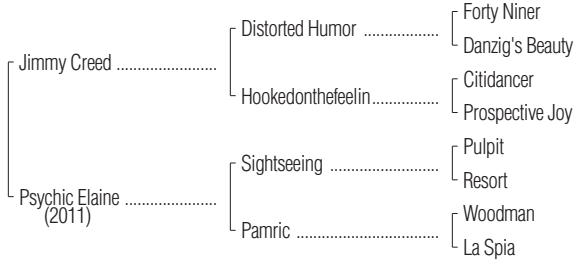 Forty Niner
Distorted Humor ..................
Danzig's Beauty
Jimmy Creed ........................
Citidancer
Hookedonthefeelin................
Prospective Joy
Pulpit
Sightseeing ..........................
Resort
Psychic Elaine ......................
(2011)
Woodman
Pamric ..................................
La Spia